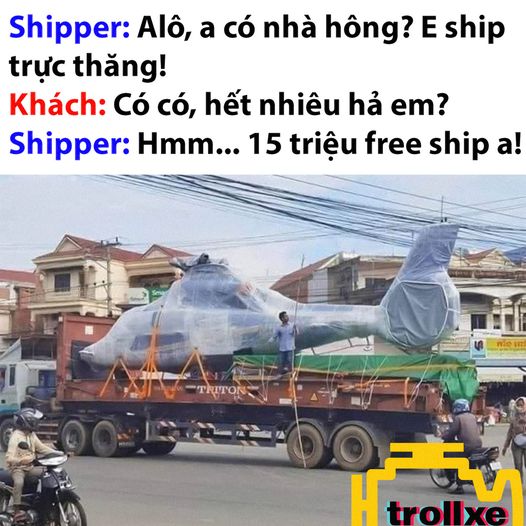 Shipper: Alô, a có nhà hông? E ship
trực thăng!
Khách: Có có, hết nhiêu hả em?
Shipper: Hmm... 15 triệu free ship a!
TRITON
trollxe